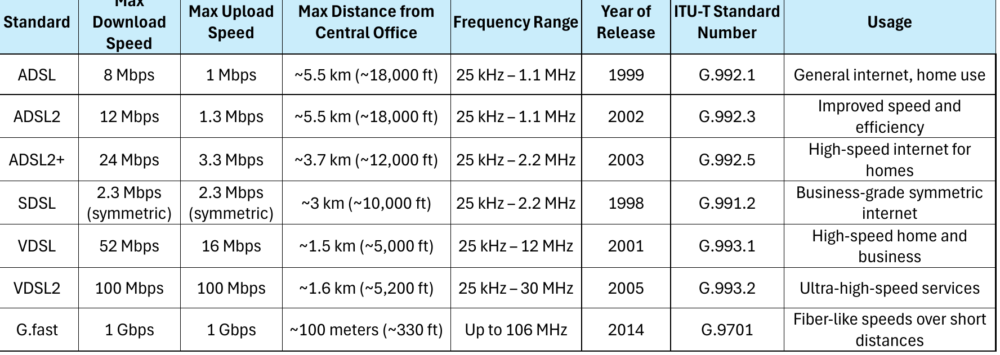 Standard
Max
Download
Speed
Max Upload
Speed
Max Distance from
Central Office
Frequency Range
Year of
Release
ITU-T Standard
Number
Usage
ADSL
8 Mbps
1 Mbps
~5.5 km (~18,000 ft)
25 kHz – 1.1 MHz
1999
G.992.1
General internet, home use
ADSL2
12 Mbps
1.3 Mbps
~5.5 km (~18,000 ft)
25 kHz – 1.1 MHz
2002
G.992.3
Improved speed and
efficiency
ADSL2+
24 Mbps
3.3 Mbps
~3.7 km (~12,000 ft)
25 kHz – 2.2 MHz
2003
G.992.5
High-speed internet for
homes
SDSL
2.3 Mbps
(symmetric)
2.3 Mbps
(symmetric)
~3 km (~10,000 ft)
25 kHz – 2.2 MHz
1998
G.991.2
Business-grade symmetric
internet
VDSL
52 Mbps
16 Mbps
~1.5 km (~5,000 ft)
25 kHz – 12 MHz
2001
G.993.1
High-speed home and
business
VDSL2
100 Mbps
100 Mbps
~1.6 km (~5,200 ft)
25 kHz – 30 MHz
2005
G.993.2
Ultra-high-speed services
G.fast
1 Gbps
1 Gbps
~100 meters (~330 ft)
Up to 106 MHz
2014
G.9701
Fiber-like speeds over short
distances